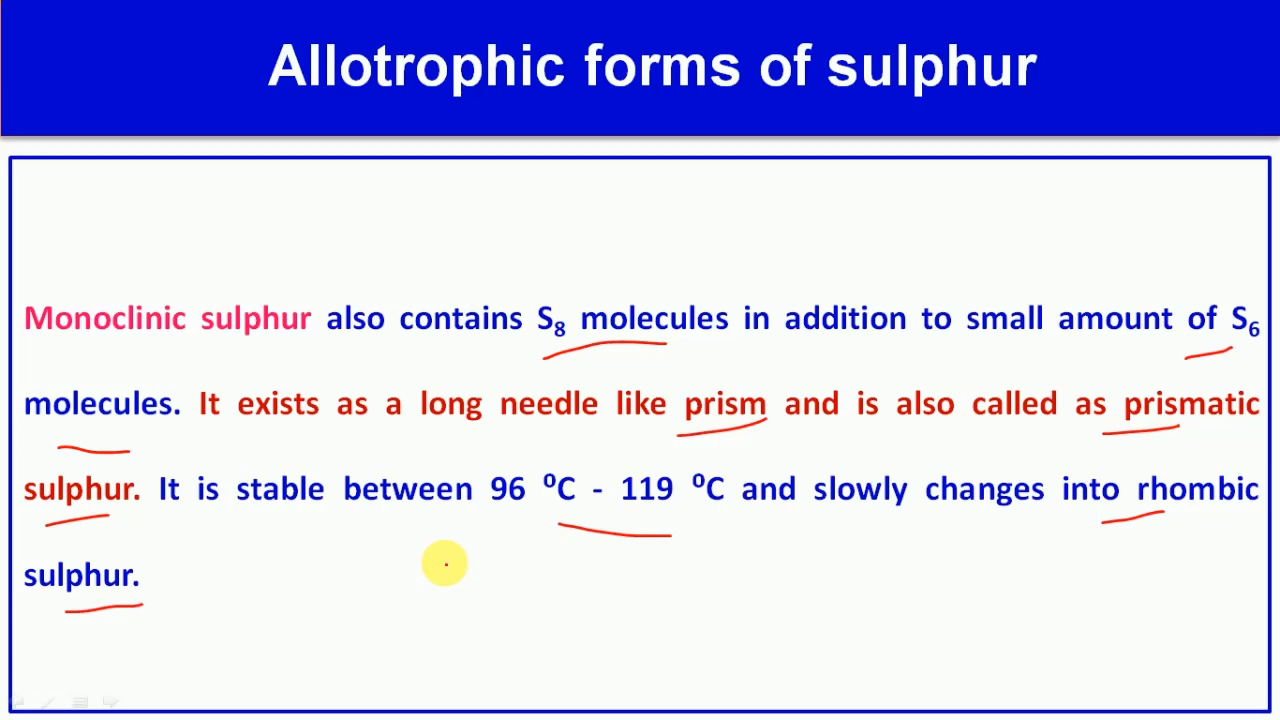 Allotrophic forms of sulphur
Monoclinic sulphur also contains S₈ molecules in addition to small amount of S₆
molecules. It exists as a long needle like prism and is also called as prismatic
sulphur. It is stable between 96 ⁰C - 119 ⁰C and slowly changes into rhombic
sulphur.